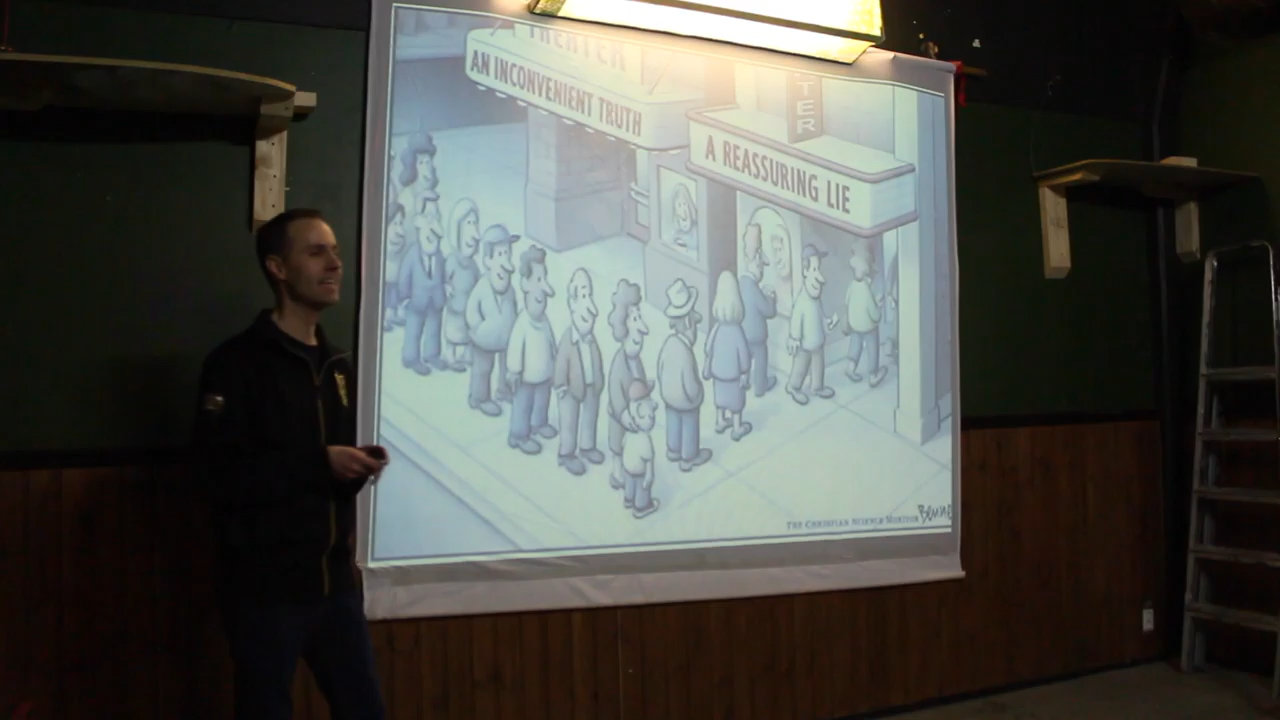 THEATER
AN INCONVENIENT TRUTH
TER
A REASSURING LIE
THE CHRISTIAN SCIENCE MONITOR